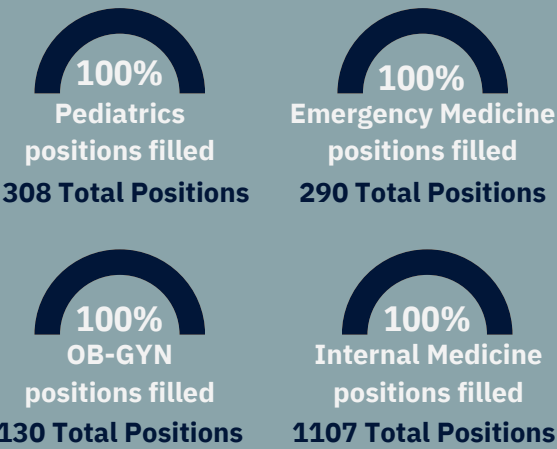 100%
Pediatrics
positions filled
308 Total Positions
100%
Emergency Medicine
positions filled
290 Total Positions
100%
OB-GYN
positions filled
130 Total Positions
100%
Internal Medicine
positions filled
1107 Total Positions